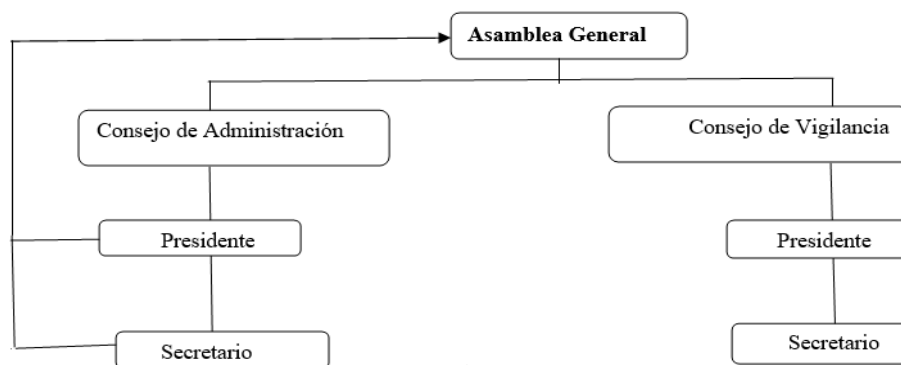 Asamblea General
Consejo de Administración
Consejo de Vigilancia
Presidente
Presidente
Secretario
Secretario